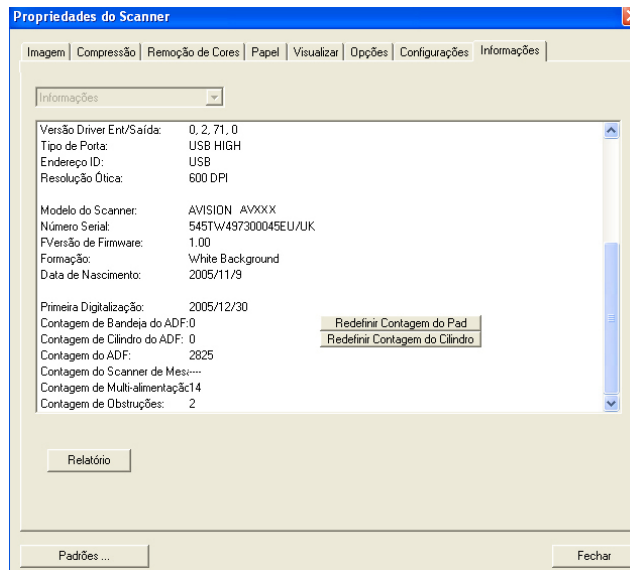 Propriedades do Scanner
Imagem Compressão Remoção de Cores Papel Visualizar Opções Configurações Informações
Informações
Versão Driver Ent/Saída: 0, 2, 71, 0
Tipo de Porta: USB HIGH
Endereço ID: USB
Resolução Ótica: 600 DPI
Modelo do Scanner: AVISION AVXXX
Número Serial: 545TW497300045EU/UK
FVersão de Firmware: 1.00
Formação: White Background
Data de Nascimento: 2005/11/9
Primeira Digitalização: 2005/12/30
Contagem de Bandeja do ADF:0 Redefinir Contagem do Pad
Contagem de Cilindro do ADF: 0 Redefinir Contagem do Cilindro
Contagem do ADF: 2825
Contagem do Scanner de Mesa----
Contagem de Multi-alimentaçãc14
Contagem de Obstruções: 2
Relatório
Padrões ... Fechar